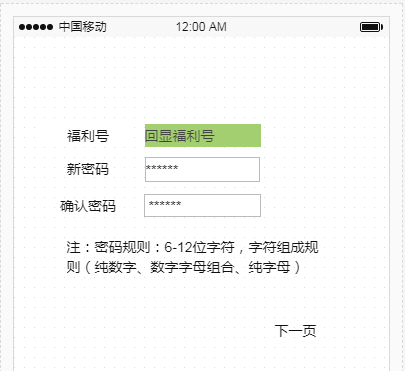 中国移动 12:00 AM
福利号 回显福利号
新密码 ******
确认密码 ******
注：密码规则：6-12位字符，字符组成规
则（纯数字、数字字母组合、纯字母）
下一页